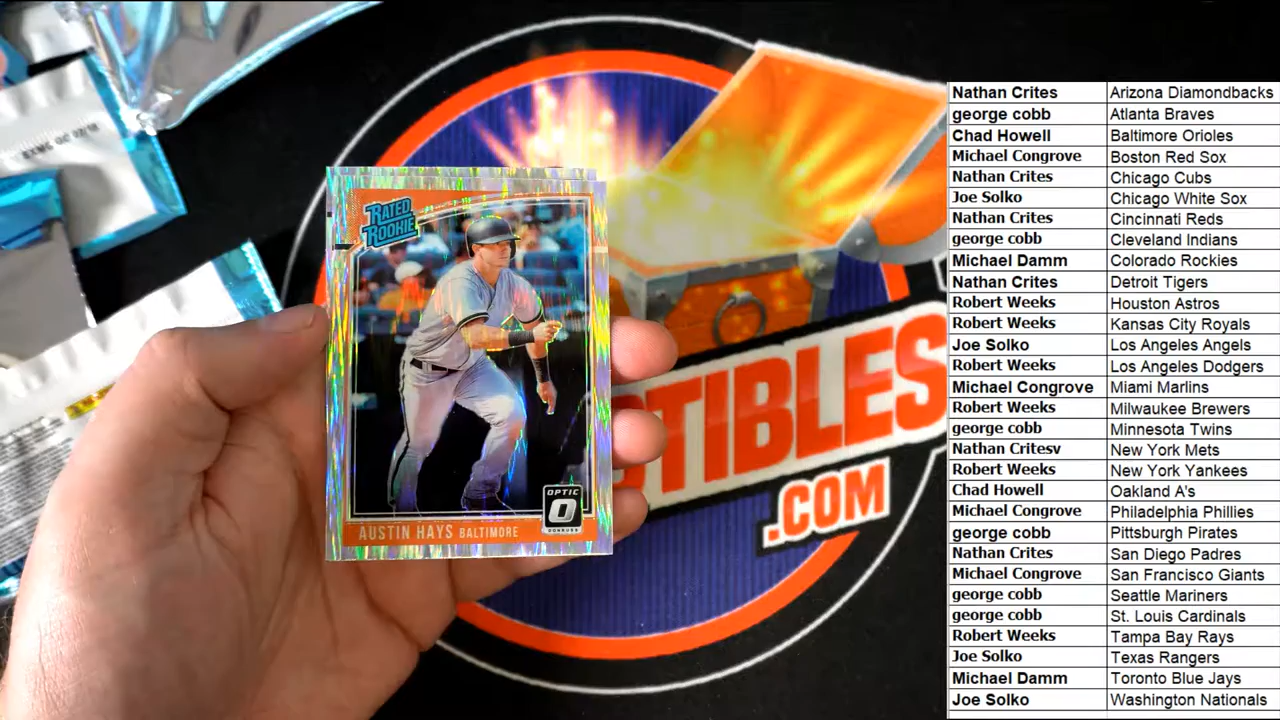 RATED
ROOKIE
OPTIC
DONRUSS
AUSTIN HAYS BALTIMORE
TIBLES
.COM
Nathan Crites Arizona Diamondbacks
george cobb Atlanta Braves
Chad Howell Baltimore Orioles
Michael Congrove Boston Red Sox
Nathan Crites Chicago Cubs
Joe Solko Chicago White Sox
Nathan Crites Cincinnati Reds
george cobb Cleveland Indians
Michael Damm Colorado Rockies
Nathan Crites Detroit Tigers
Robert Weeks Houston Astros
Robert Weeks Kansas City Royals
Joe Solko Los Angeles Angels
Robert Weeks Los Angeles Dodgers
Michael Congrove Miami Marlins
Robert Weeks Milwaukee Brewers
george cobb Minnesota Twins
Nathan Critesv New York Mets
Robert Weeks New York Yankees
Chad Howell Oakland A's
Michael Congrove Philadelphia Phillies
george cobb Pittsburgh Pirates
Nathan Crites San Diego Padres
Michael Congrove San Francisco Giants
george cobb Seattle Mariners
george cobb St. Louis Cardinals
Robert Weeks Tampa Bay Rays
Joe Solko Texas Rangers
Michael Damm Toronto Blue Jays
Joe Solko Washington Nationals